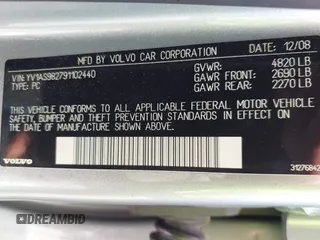 MFD BY VOLVO CAR CORPORATION DATE: 12/08
VIN: YV1AS982791102440 GVWR: 4820 LB
TYPE: PC GAWR FRONT: 2690 LB
GAWR REAR: 2270 LB
THIS VEHICLE CONFORMS TO ALL APPLICABLE FEDERAL MOTOR VEHICLE
SAFETY, BUMPER AND THEFT PREVENTION STANDARDS IN EFFECT ON THE
DATE OF MANUFACTURE SHOWN ABOVE.
VOLVO
3127684
DREAMBID